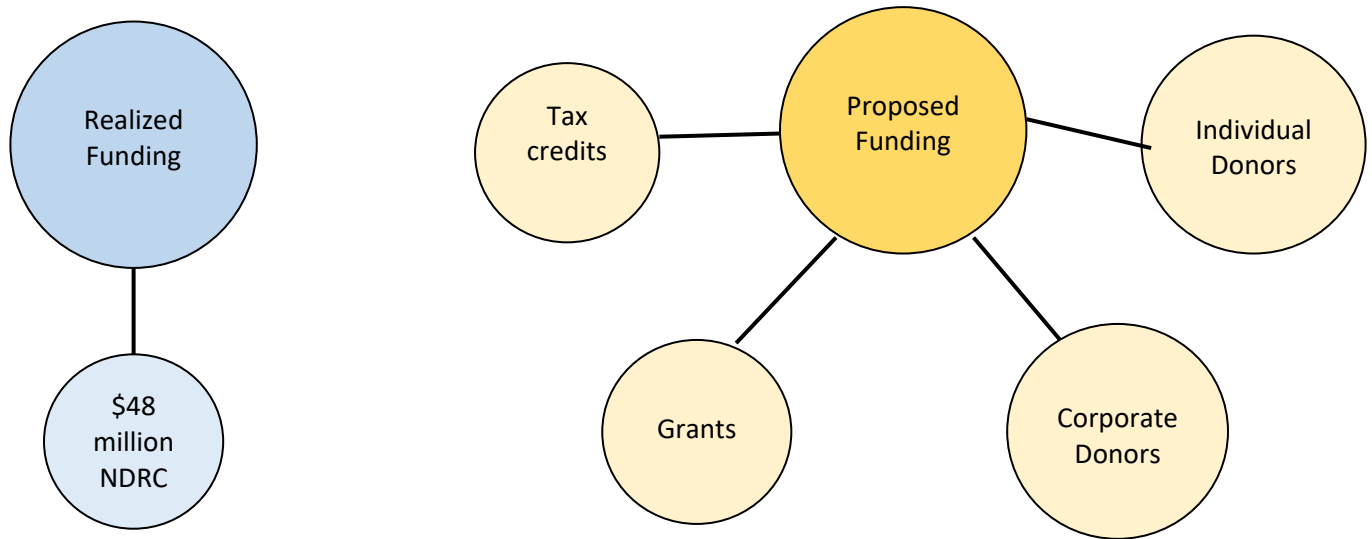 Realized
Funding
$48
million
NDRC
Tax
credits
Proposed
Funding
Individual
Donors
Grants
Corporate
Donors